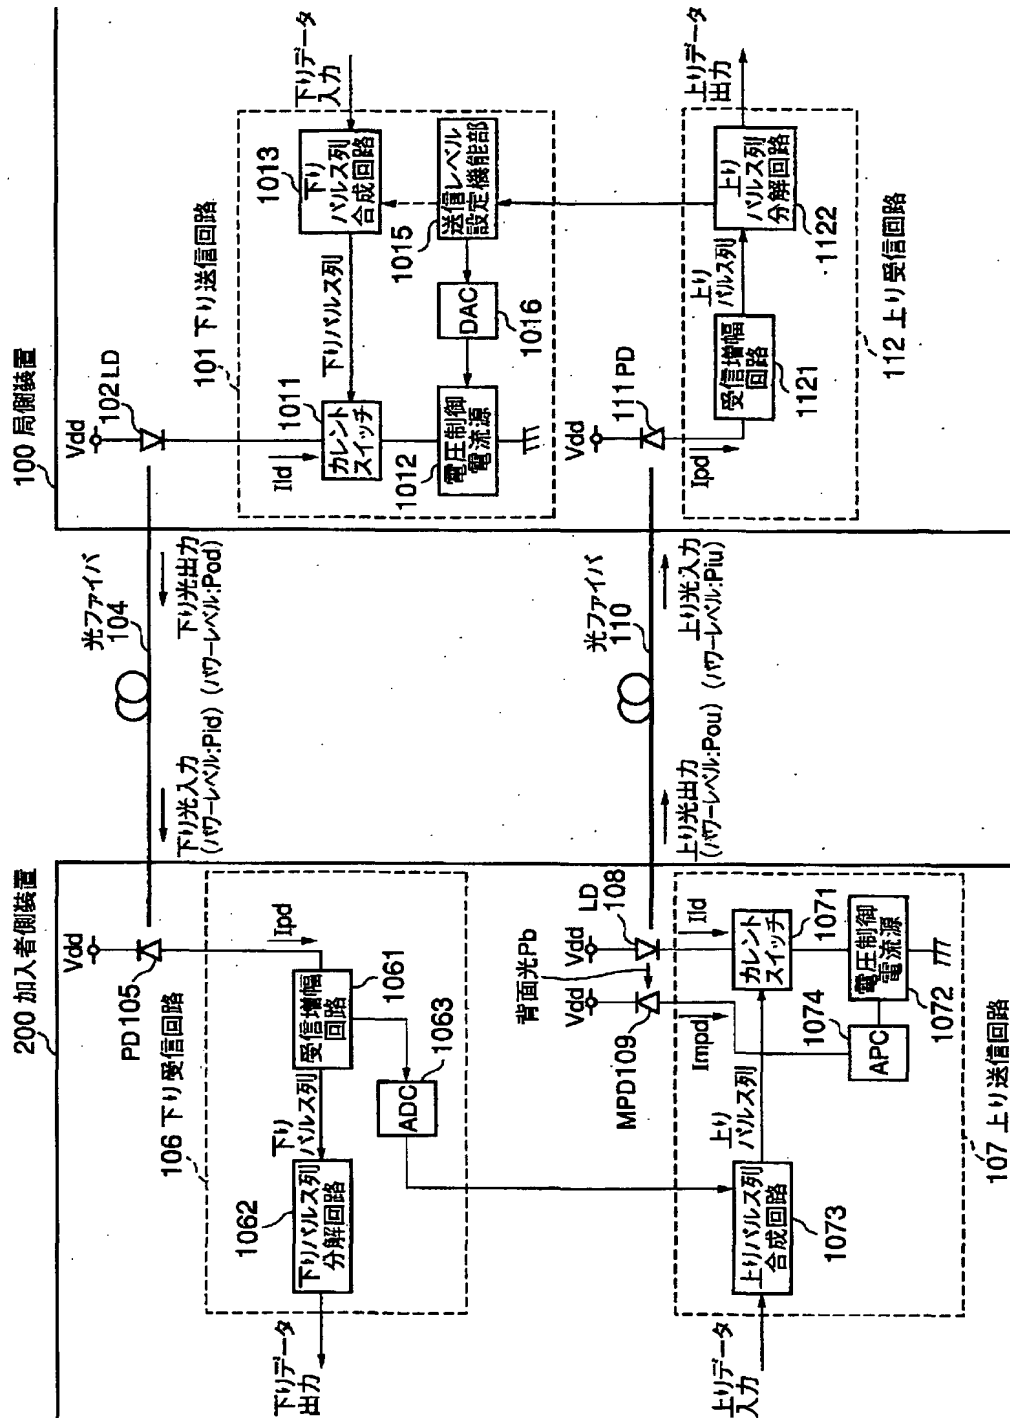 200 加入者側装置
100 局側装置
Vdd
PD105
Ipd
106 下り受信回路
受信増幅
回路
1061
下り
パルス列
ADC
1063
1062
下りパルス列
分解回路
下りデータ
出力
光ファイバ
104
下り光入力
(パワーレベル:Pid)
下り光出力
(パワーレベル:Pod)
Vdd
102 LD
101 下り送信回路
Ild
1011
カレント
スイッチ
下りパルス列
1013
下り
パルス列
合成回路
下りデータ
入力
1012
電圧制御
電流源
DAC
1016
1015
送信レベル
設定機能部
背面光Pb
Vdd
Vdd
LD
108
MPD109
Impd
Ild
カレント
スイッチ
1071
電圧制御
電流源
1072
APC
1074
上り
パルス列
上りパルス列
合成回路
1073
上りデータ
入力
107 上り送信回路
光ファイバ
110
上り光出力
(パワーレベル:Pou)
上り光入力
(パワーレベル:Piu)
Vdd
111 PD
Ipd
受信増幅
回路
1121
上り
パルス列
上り
パルス列
分解回路
1122
上りデータ
出力
112 上り受信回路